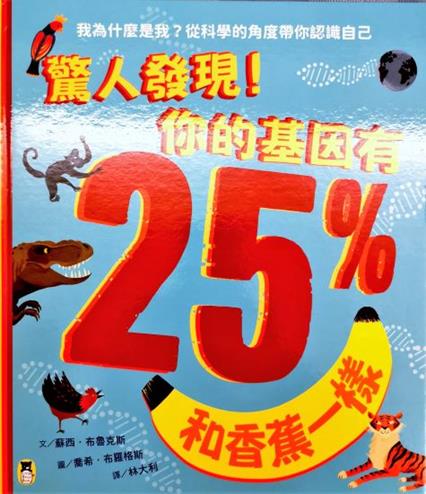 我為什麼是我？從科學的角度帶你認識自己
驚人發現！
你的基因有
25%
和香蕉一樣
文／蘇西．布魯克斯
圖／喬希．布羅格斯
譯／林大利